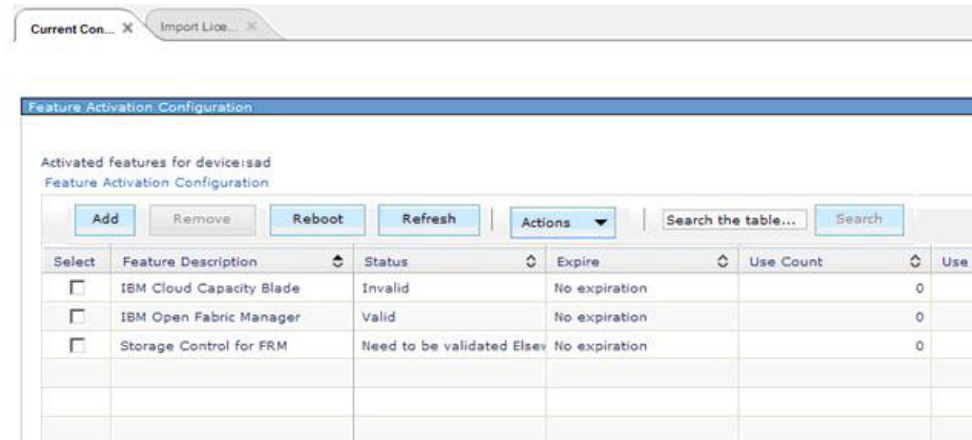 Current Con... X Import Lice... X
Feature Activation Configuration
Activated features for device:sad
Feature Activation Configuration
Add Remove Reboot Refresh Actions Search the table... Search
Select Feature Description Status Expire Use Count Use
IBM Cloud Capacity Blade Invalid No expiration 0
IBM Open Fabric Manager Valid No expiration 0
Storage Control for FRM Need to be validated Elsew No expiration 0